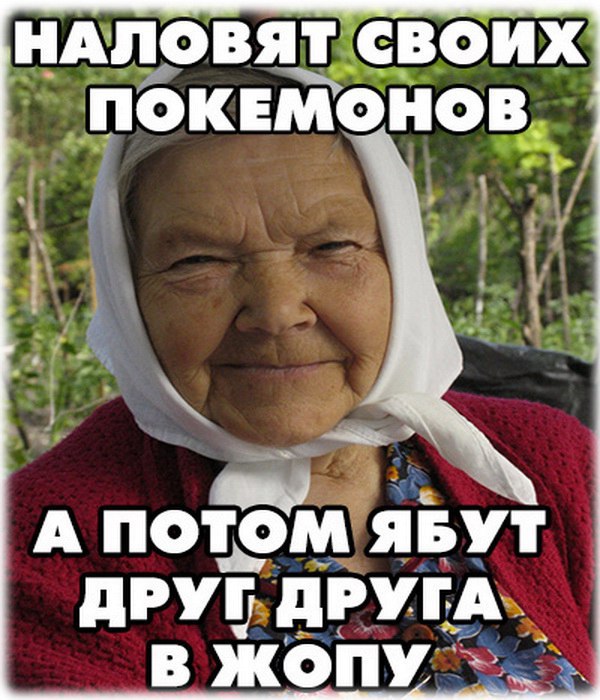 НАЛОВЯТ СВОИХ
ПОКЕМОНОВ
А ПОТОМ ЯБУТ
ДРУГ ДРУГА
В ЖОПУ